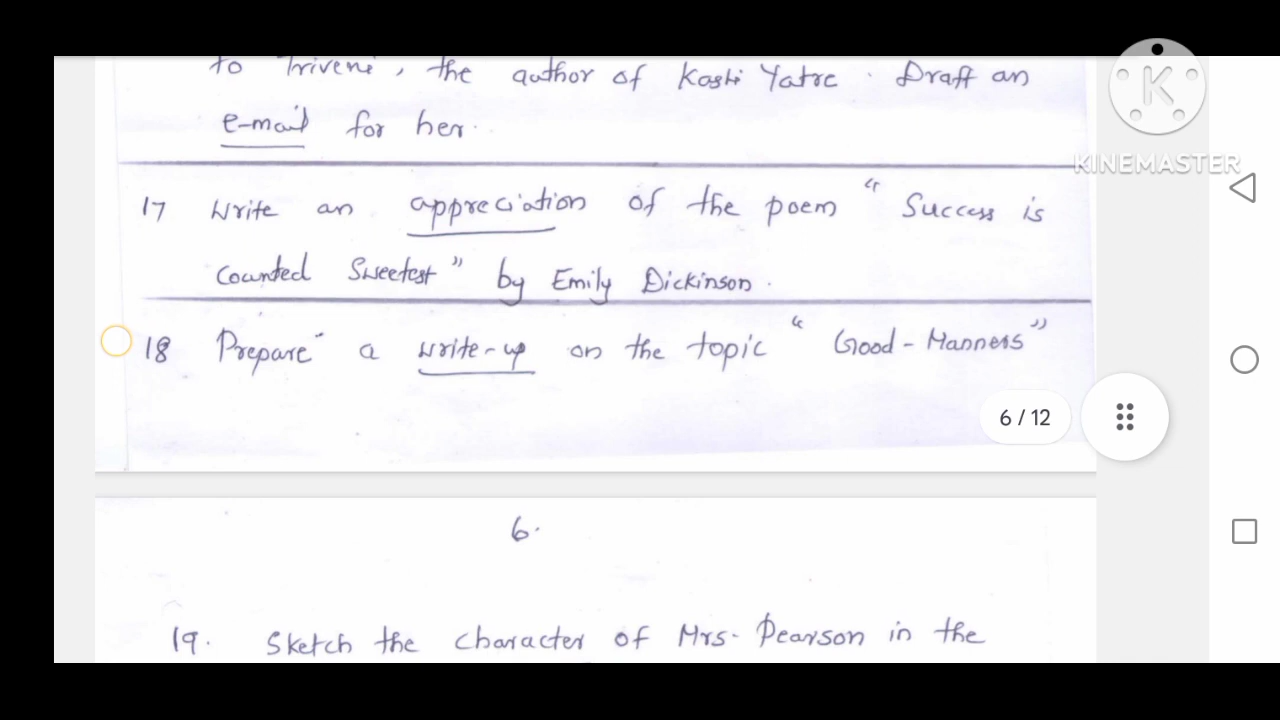 to Triveni, the author of Kashi Yatre. Draft an
e-mail for her.
KINEMASTER
17 Write an appreciation of the poem "Success is
Counted Sweetest" by Emily Dickinson.
18 Prepare a write-up on the topic "Good-Manners"
6/12
6.
19. Sketch the character of Mrs. Pearson in the